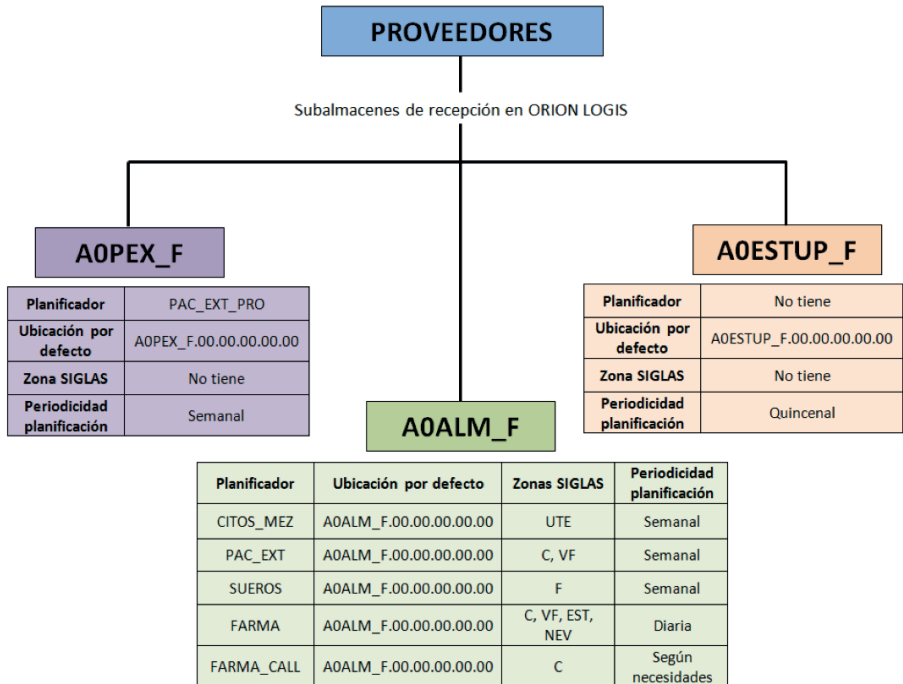 PROVEEDORES
Subalmacenes de recepción en ORION LOGIS
A0PEX_F
Planificador PAC_EXT_PRO
Ubicación por
defecto A0PEX_F.00.00.00.00.00
Zona SIGLAS No tiene
Periodicidad
planificación Semanal
A0ESTUP_F
Planificador No tiene
Ubicación por
defecto A0ESTUP_F.00.00.00.00.00
Zona SIGLAS No tiene
Periodicidad
planificación Quincenal
A0ALM_F
Planificador Ubicación por defecto Zonas SIGLAS Periodicidad
planificación
CITOS_MEZ A0ALM_F.00.00.00.00.00 UTE Semanal
PAC_EXT A0ALM_F.00.00.00.00.00 C, VF Semanal
SUEROS A0ALM_F.00.00.00.00.00 F Semanal
FARMA A0ALM_F.00.00.00.00.00 C, VF, EST,
NEV Diaria
FARMA_CALL A0ALM_F.00.00.00.00.00 C Según
necesidades